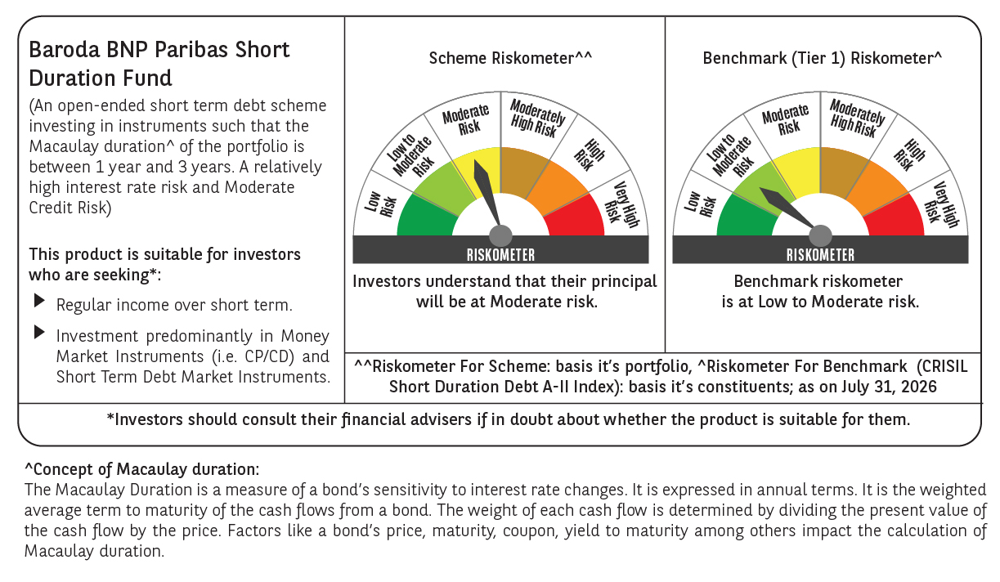 Baroda BNP Paribas Short
Duration Fund
(An open-ended short term debt scheme
investing in instruments such that the
Macaulay duration^ of the portfolio is
between 1 year and 3 years. A relatively
high interest rate risk and Moderate
Credit Risk)
This product is suitable for investors
who are seeking*:
Regular income over short term.
Investment predominantly in Money
Market Instruments (i.e. CP/CD) and
Short Term Debt Market Instruments.
Scheme Riskometer^^
Low
Risk
Low to
Moderate
Risk
Moderate
Risk
Moderately
High Risk
High
Risk
Very High
Risk
RISKOMETER
Investors understand that their principal
will be at Moderate risk.
Benchmark (Tier 1) Riskometer^
Low
Risk
Low to
Moderate
Risk
Moderate
Risk
Moderately
High Risk
High
Risk
Very High
Risk
RISKOMETER
Benchmark riskometer
is at Low to Moderate risk.
^^Riskometer For Scheme: basis it's portfolio, ^Riskometer For Benchmark (CRISIL
Short Duration Debt A-II Index): basis it's constituents; as on July 31, 2026
*Investors should consult their financial advisers if in doubt about whether the product is suitable for them.
^Concept of Macaulay duration:
The Macaulay Duration is a measure of a bond's sensitivity to interest rate changes. It is expressed in annual terms. It is the weighted
average term to maturity of the cash flows from a bond. The weight of each cash flow is determined by dividing the present value of
the cash flow by the price. Factors like a bond's price, maturity, coupon, yield to maturity among others impact the calculation of
Macaulay duration.